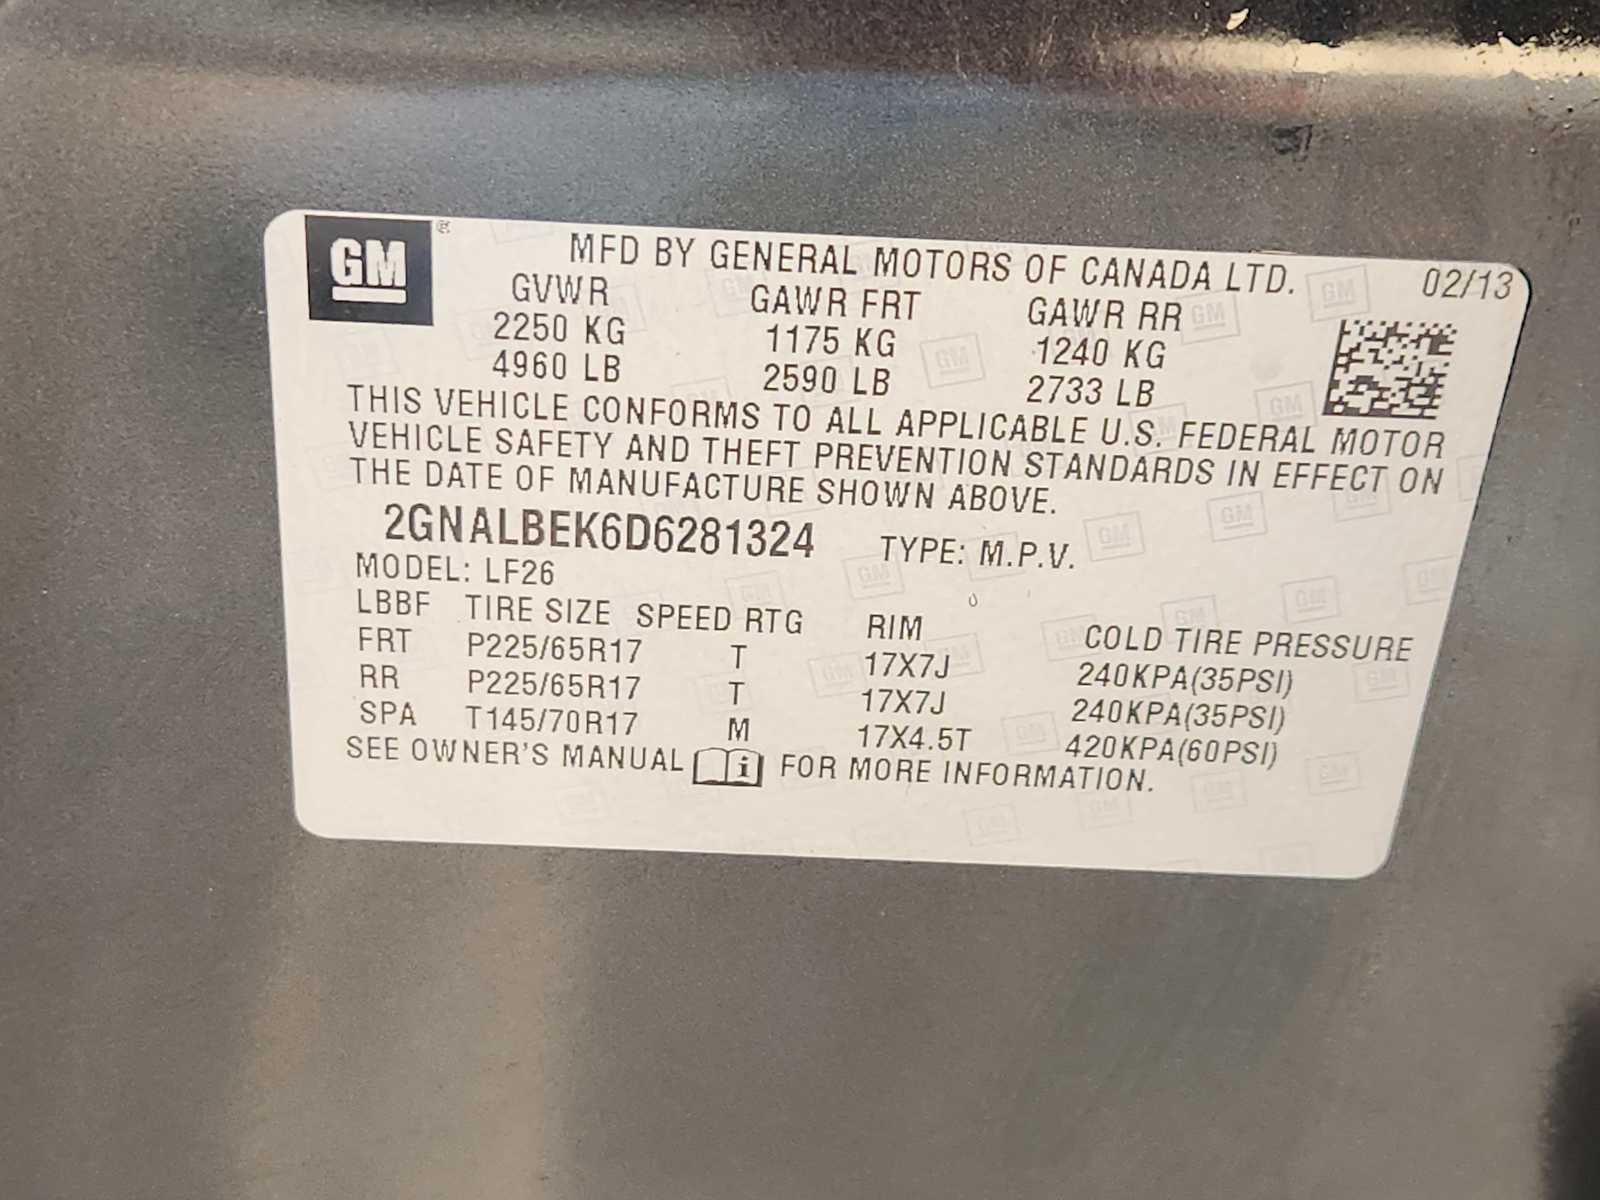 GM ®
MFD BY GENERAL MOTORS OF CANADA LTD. 02/13
GVWR GAWR FRT GAWR RR
2250 KG 1175 KG 1240 KG
4960 LB 2590 LB 2733 LB
THIS VEHICLE CONFORMS TO ALL APPLICABLE U.S. FEDERAL MOTOR
VEHICLE SAFETY AND THEFT PREVENTION STANDARDS IN EFFECT ON
THE DATE OF MANUFACTURE SHOWN ABOVE.
2GNALBEK6D6281324 TYPE: M.P.V.
MODEL: LF26
LBBF TIRE SIZE SPEED RTG RIM COLD TIRE PRESSURE
FRT P225/65R17 T 17X7J 240KPA(35PSI)
RR P225/65R17 T 17X7J 240KPA(35PSI)
SPA T145/70R17 M 17X4.5T 420KPA(60PSI)
SEE OWNER'S MANUAL i FOR MORE INFORMATION.